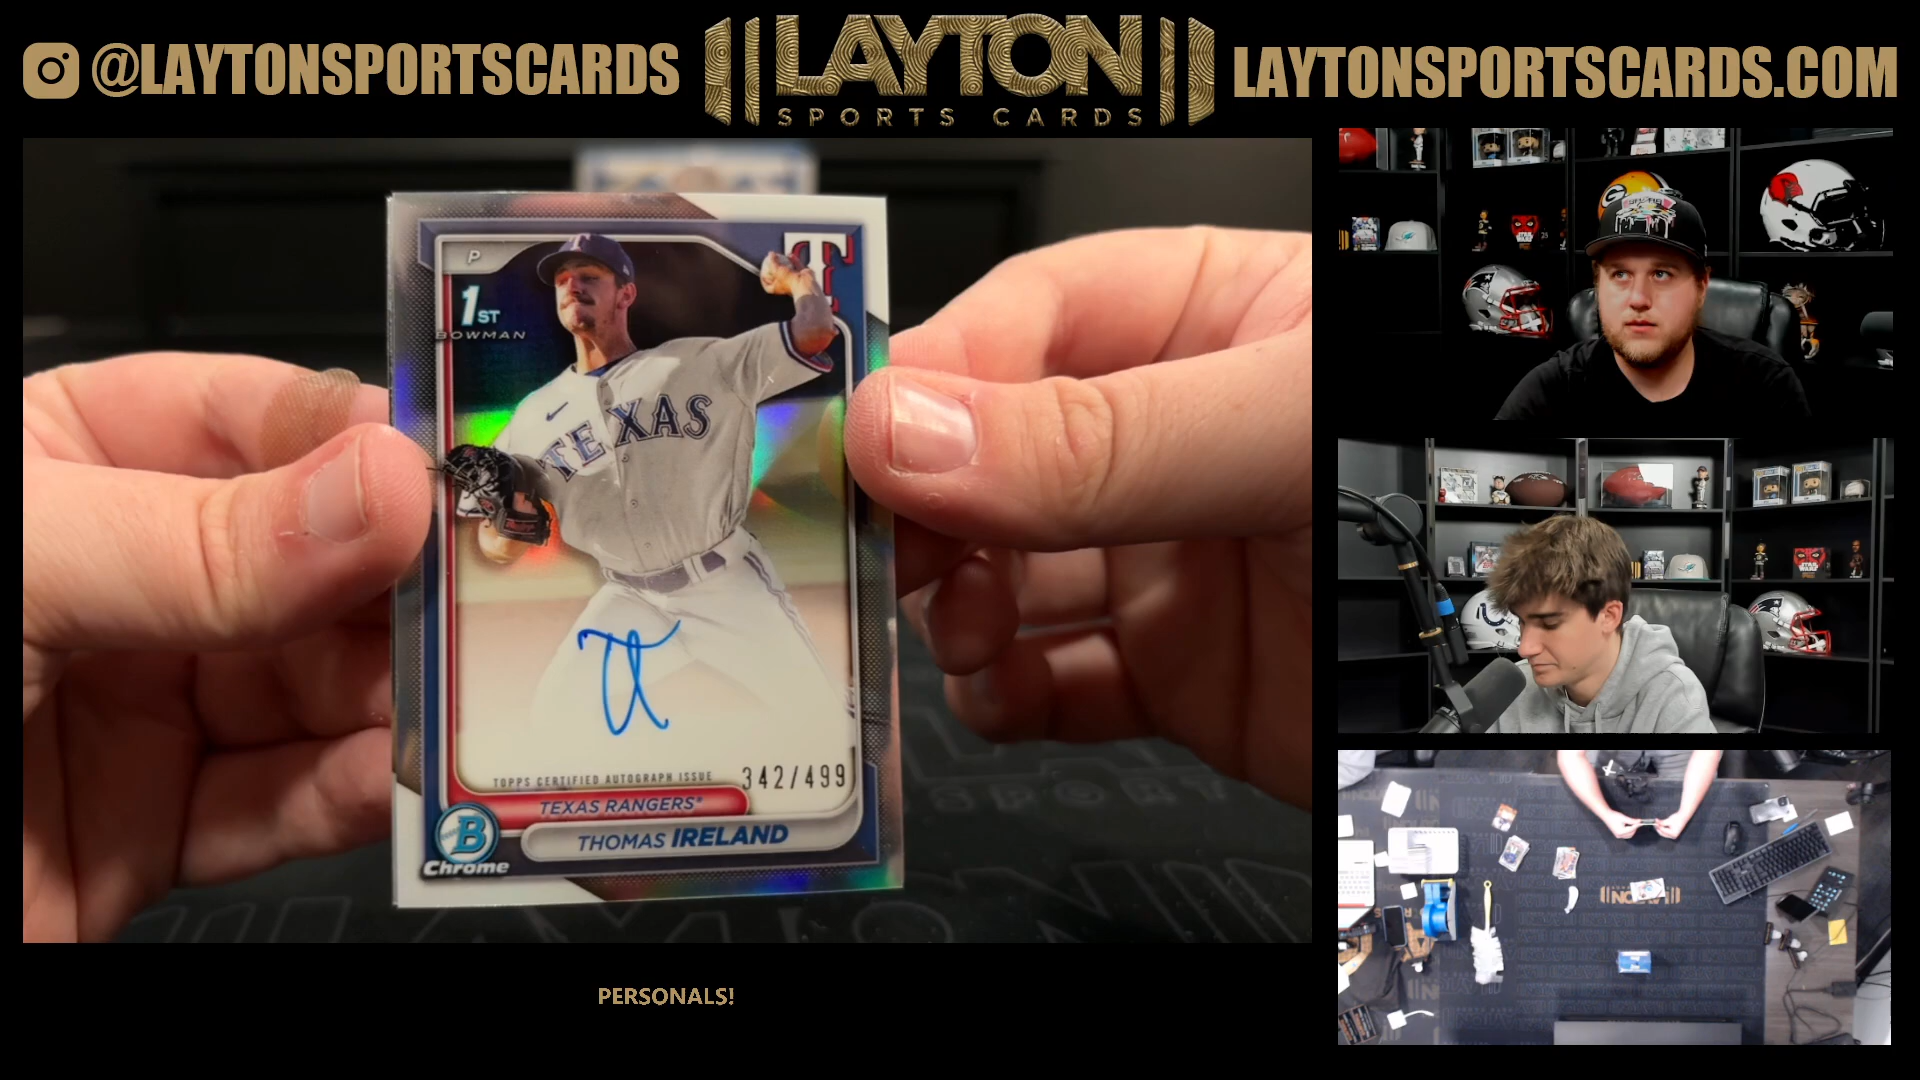 @LAYTONSPORTSCARDS
LAYTON
SPORTS CARDS
LAYTONSPORTSCARDS.COM
P
T
1ST
BOWMAN
TEXAS
TOPPS CERTIFIED AUTOGRAPH ISSUE
342/499
TEXAS RANGERS®
THOMAS IRELAND
B
Chrome
PERSONALS!